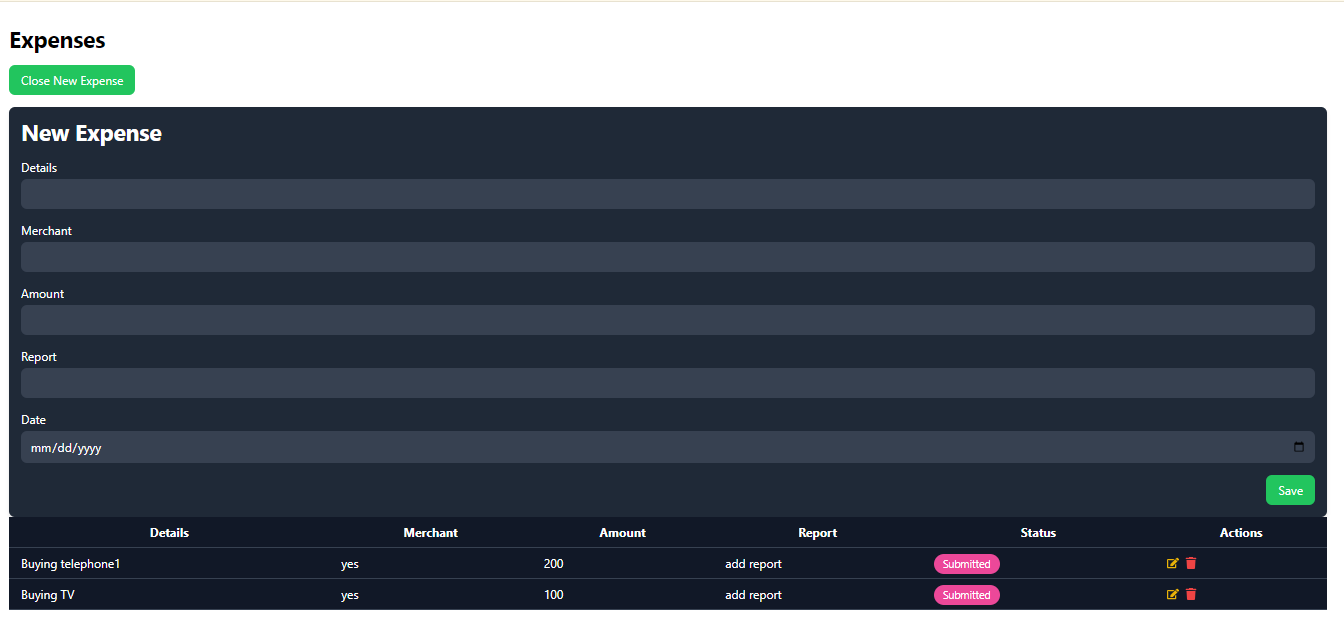 Expenses
Close New Expense
New Expense
Details
Merchant
Amount
Report
Date
mm/dd/yyyy
Save
Details Merchant Amount Report Status Actions
Buying telephone1 yes 200 add report Submitted
Buying TV yes 100 add report Submitted